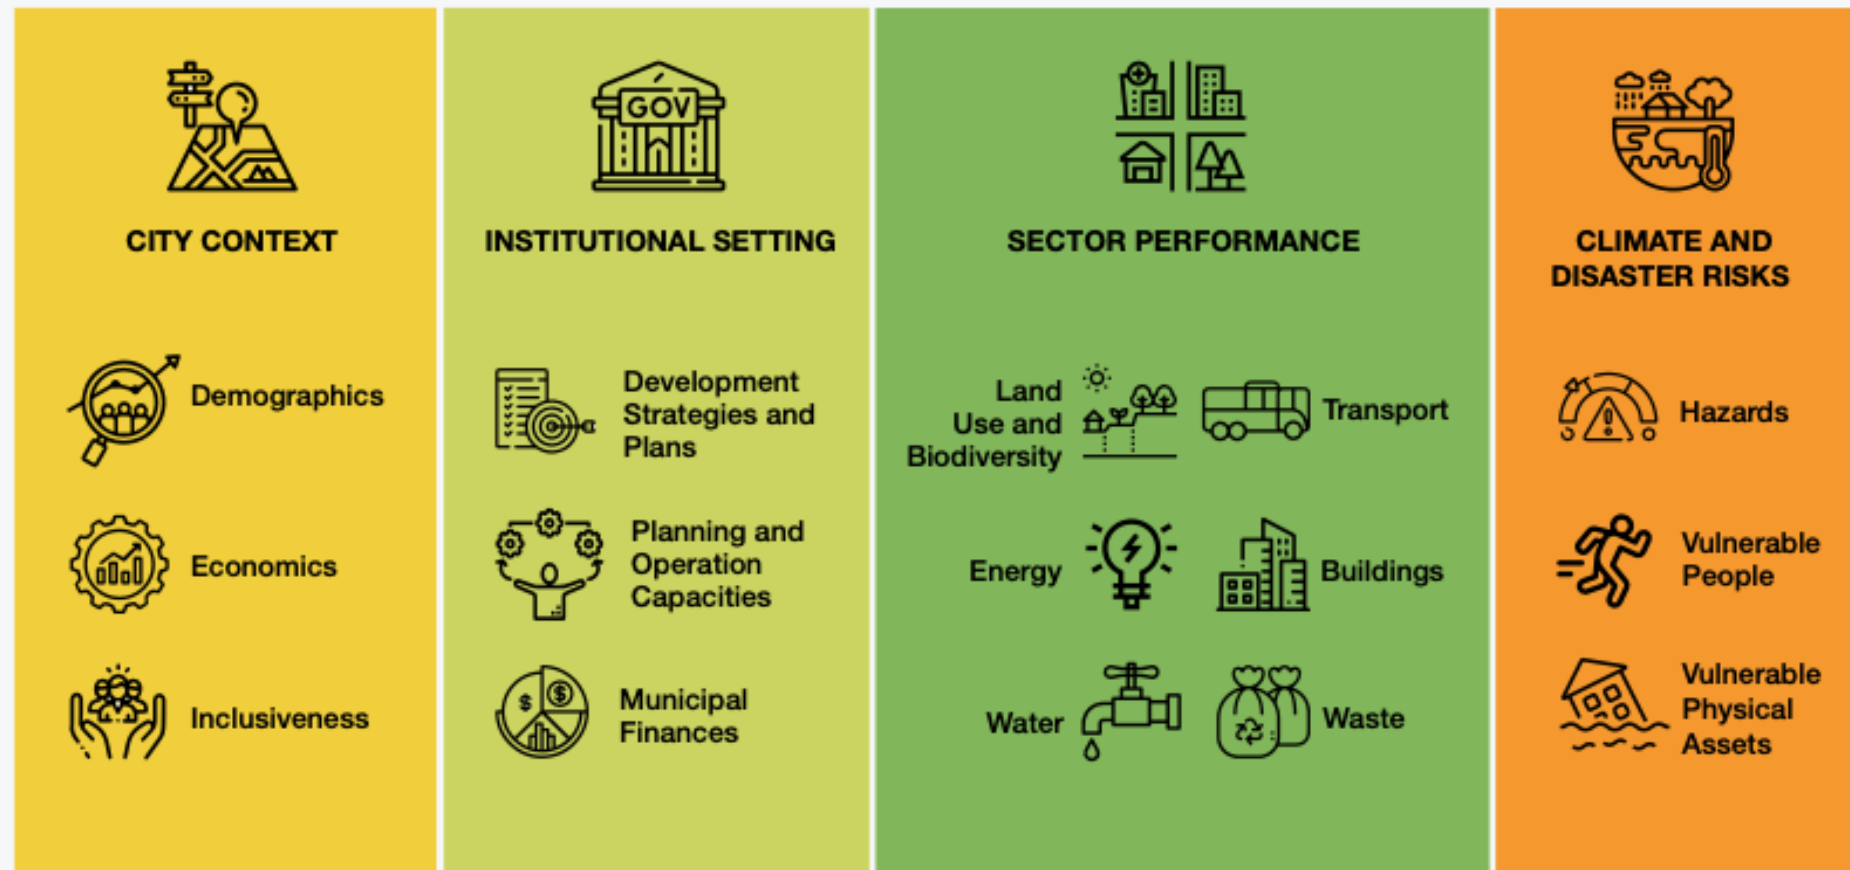 GOV
CITY CONTEXT
Demographics
Economics
Inclusiveness
INSTITUTIONAL SETTING
Development
Strategies and
Plans
Planning and
Operation
Capacities
Municipal
Finances
SECTOR PERFORMANCE
Land
Use and
Biodiversity
Transport
Energy
Buildings
Water
Waste
CLIMATE AND
DISASTER RISKS
Hazards
Vulnerable
People
Vulnerable
Physical
Assets